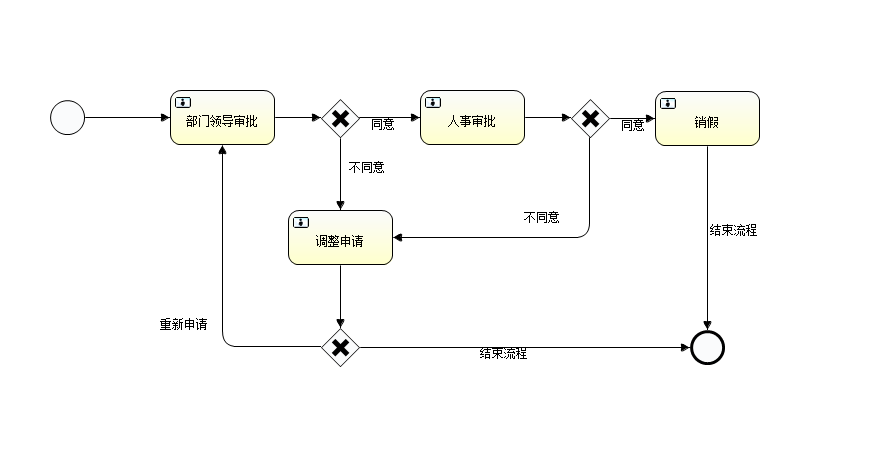 部门领导审批
同意
人事审批
同意
销假
不同意
不同意
结束流程
调整申请
重新申请
结束流程